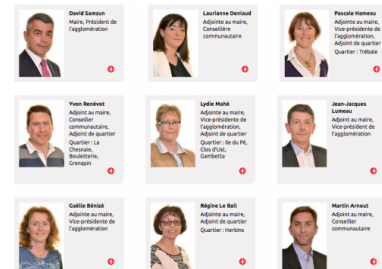 David Samzun
Maire, Président de
l'agglomération
Laurianne Deniaud
Adjointe au maire,
Conseillère
communautaire
Pascale Hameau
Adjointe au maire,
Vice-présidente de
l'agglomération,
Adjoint de quartier
Quartier : Trébale
Yvon Renévot
Adjoint au maire,
Conseiller
communautaire,
Adjoint de quartier
Quartier : La
Chesnaie,
Bouletterie,
Grenapin
Lydie Mahé
Adjointe au maire,
Vice-présidente de
l'agglomération,
Adjoint de quartier
Quartier : Ile du Pé,
Clos d'Ust,
Gambetta
Jean-Jacques
Lumeau
Adjoint au maire,
Vice-président de
l'agglomération
Gaëlle Bénizé
Adjointe au maire,
Vice-présidente de
l'agglomération
Régine Le Bail
Adjointe au maire,
Adjoint de quartier
Quartier : Herbins
Martin Arnout
Adjoint au maire,
Conseiller
communautaire